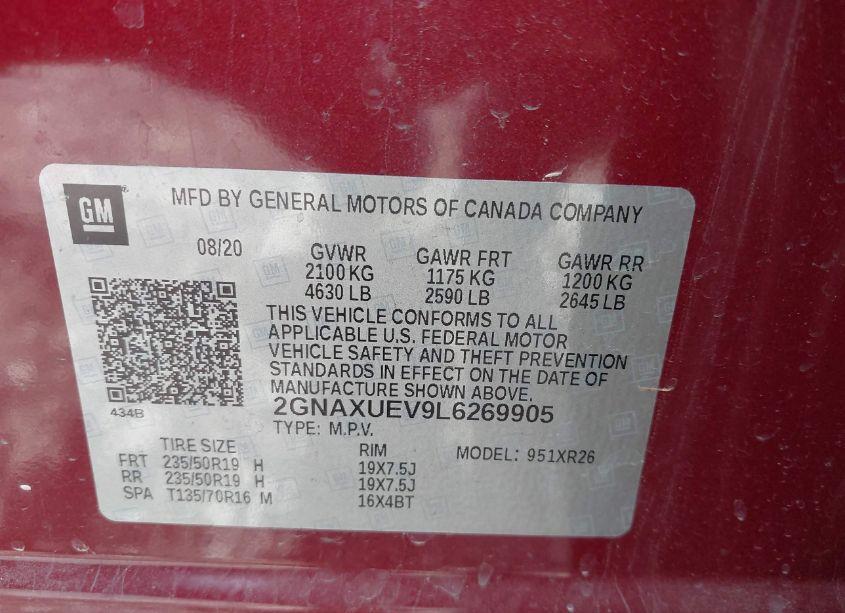 GM
MFD BY GENERAL MOTORS OF CANADA COMPANY
08/20 GVWR GAWR FRT GAWR RR
2100 KG 1175 KG 1200 KG
4630 LB 2590 LB 2645 LB
THIS VEHICLE CONFORMS TO ALL
APPLICABLE U.S. FEDERAL MOTOR
VEHICLE SAFETY AND THEFT PREVENTION
STANDARDS IN EFFECT ON THE DATE OF
MANUFACTURE SHOWN ABOVE.
434B
2GNAXUEV9L6269905
TYPE: M.P.V. MODEL: 951XR26
TIRE SIZE RIM
FRT 235/50R19 H 19X7.5J
RR 235/50R19 H 19X7.5J
SPA T135/70R16 M 16X4BT